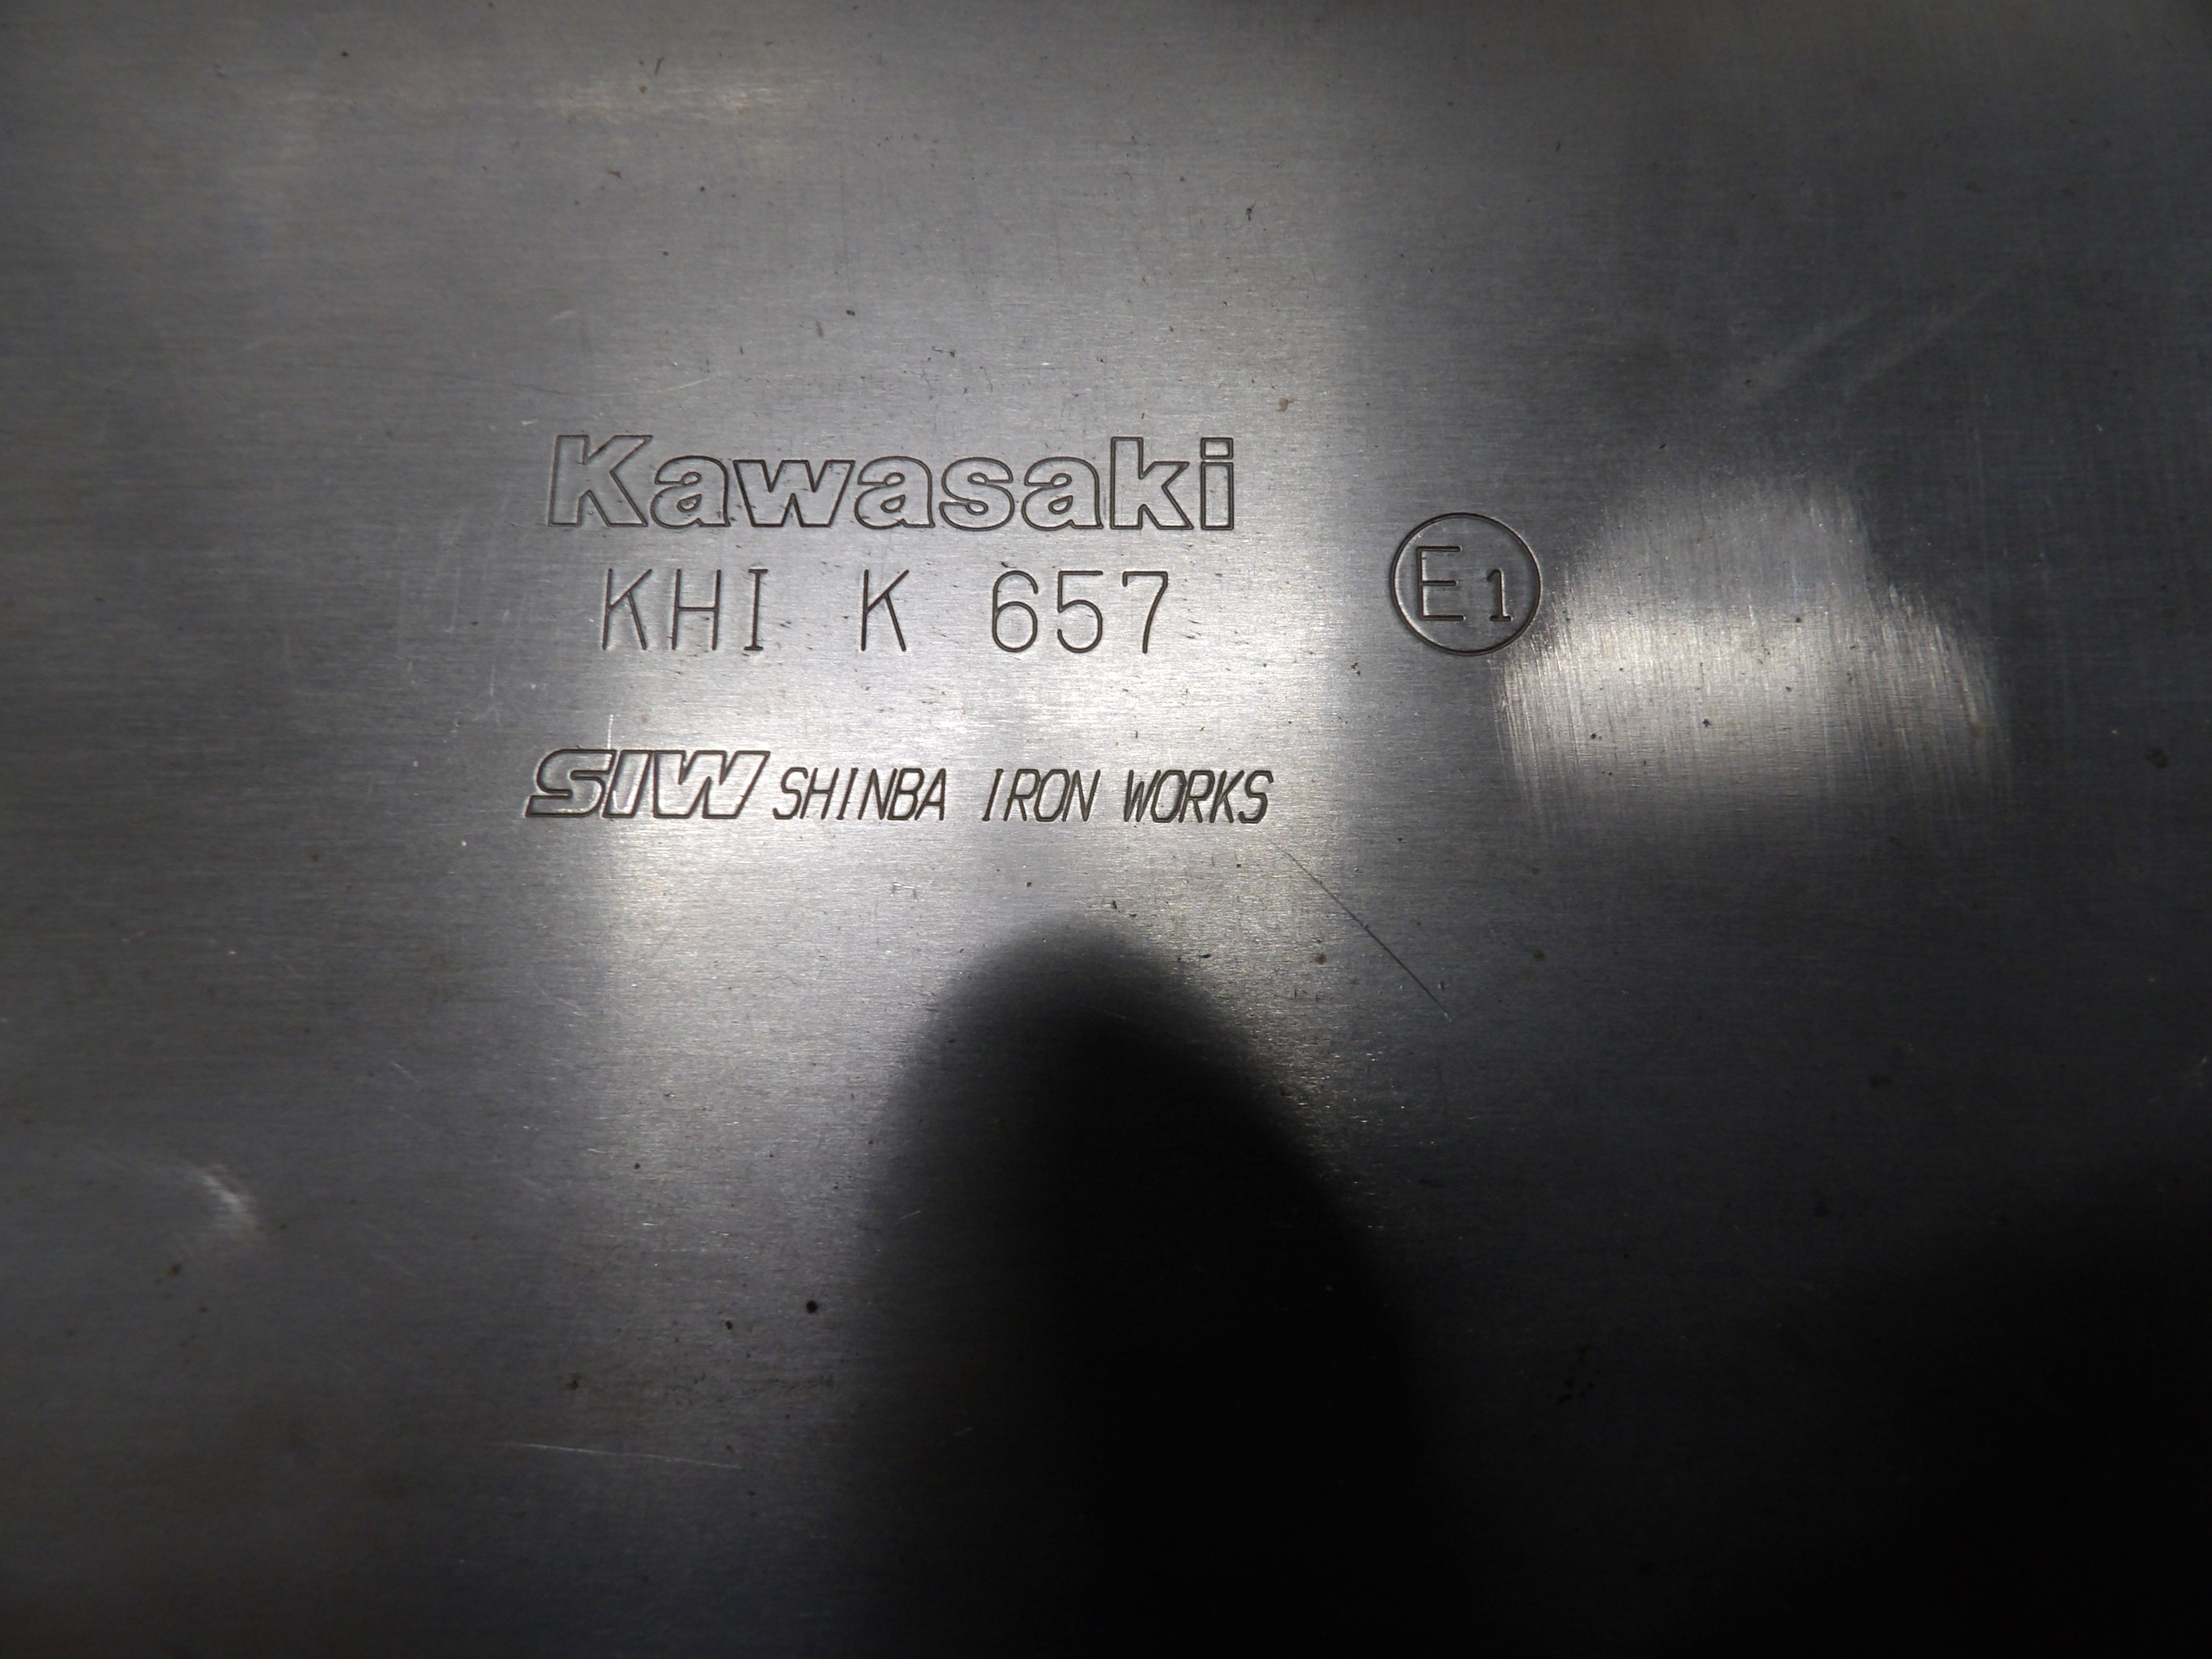 Kawasaki
KHI K 657
E1
SIW SHINBA IRON WORKS